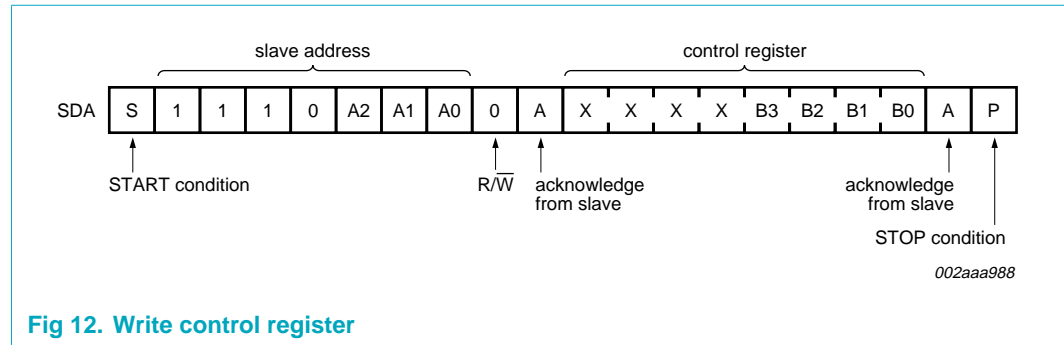 slave address control register
SDA S 1 1 1 0 A2 A1 A0 0 A X X X X B3 B2 B1 B0 A P
START condition R/W̅ acknowledge from slave acknowledge from slave
STOP condition
002aaa988
Fig 12. Write control register